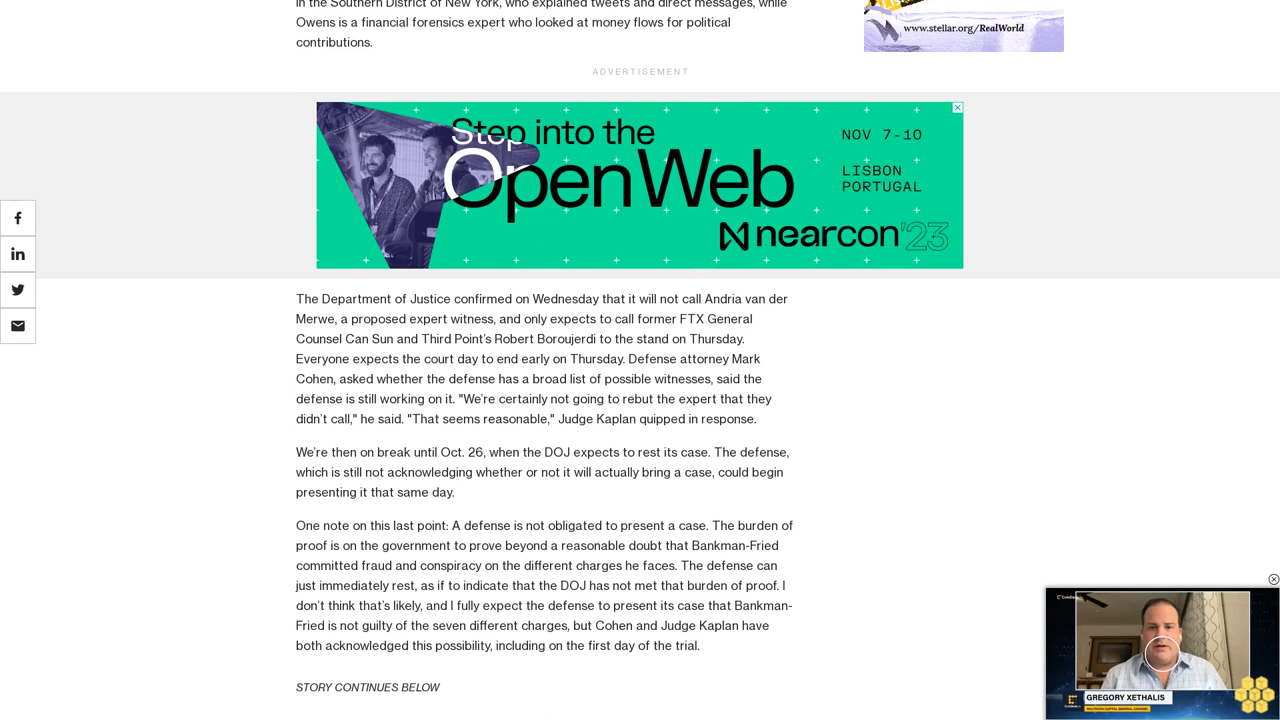 in the Southern District of New York, who explained tweets and direct messages, while
Owens is a financial forensics expert who looked at money flows for political
contributions.
www.stellar.org/RealWorld
ADVERTISEMENT
Step into the
OpenWeb
NOV 7-10
LISBON
PORTUGAL
nearcon'23
The Department of Justice confirmed on Wednesday that it will not call Andria van der
Merwe, a proposed expert witness, and only expects to call former FTX General
Counsel Can Sun and Third Point's Robert Boroujerdi to the stand on Thursday.
Everyone expects the court day to end early on Thursday. Defense attorney Mark
Cohen, asked whether the defense has a broad list of possible witnesses, said the
defense is still working on it. "We're certainly not going to rebut the expert that they
didn't call," he said. "That seems reasonable," Judge Kaplan quipped in response.
We're then on break until Oct. 26, when the DOJ expects to rest its case. The defense,
which is still not acknowledging whether or not it will actually bring a case, could begin
presenting it that same day.
One note on this last point: A defense is not obligated to present a case. The burden of
proof is on the government to prove beyond a reasonable doubt that Bankman-Fried
committed fraud and conspiracy on the different charges he faces. The defense can
just immediately rest, as if to indicate that the DOJ has not met that burden of proof. I
don't think that's likely, and I fully expect the defense to present its case that Bankman-
Fried is not guilty of the seven different charges, but Cohen and Judge Kaplan have
both acknowledged this possibility, including on the first day of the trial.
STORY CONTINUES BELOW
GREGORY XETHALIS